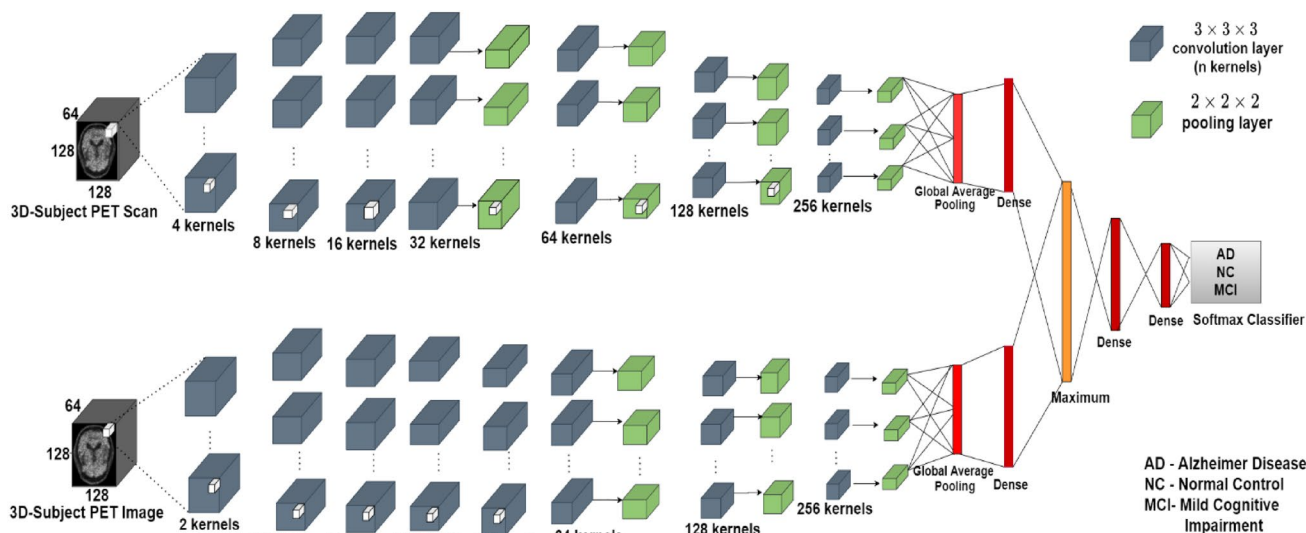 3 × 3 × 3
convolution layer
(n kernels)
2 × 2 × 2
pooling layer
64
128
128
3D-Subject PET Scan
4 kernels
8 kernels
16 kernels
32 kernels
64 kernels
128 kernels
256 kernels
Global Average
Pooling
Dense
AD
NC
MCI
Softmax Classifier
Dense
Dense
Maximum
64
128
128
3D-Subject PET Image
2 kernels
128 kernels
256 kernels
Global Average
Pooling
Dense
AD - Alzheimer Disease
NC - Normal Control
MCI- Mild Cognitive
Impairment